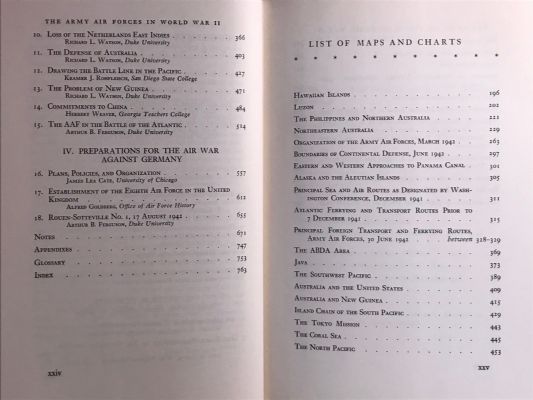 THE ARMY AIR FORCES IN WORLD WAR II
10. Loss of the Netherlands East Indies . . . . . . . 366
Richard L. Watson, Duke University
11. The Defense of Australia . . . . . . . . . . 403
Richard L. Watson, Duke University
12. Drawing the Battle Line in the Pacific . . . . . . 427
Kramer J. Rohfleisch, San Diego State College
13. The Problem of New Guinea . . . . . . . . . 471
Richard L. Watson, Duke University
14. Commitments to China . . . . . . . . . . . 484
Herbert Weaver, Georgia Teachers College
15. The AAF in the Battle of the Atlantic . . . . . . 514
Arthur B. Ferguson, Duke University
IV. PREPARATIONS FOR THE AIR WAR
AGAINST GERMANY
16. Plans, Policies, and Organization . . . . . . . 557
James Lea Cate, University of Chicago
17. Establishment of the Eighth Air Force in the United
Kingdom . . . . . . . . . . . . . . 612
Alfred Goldberg, Office of Air Force History
18. Rouen-Sotteville No. 1, 17 August 1942 . . . . . . 655
Arthur B. Ferguson, Duke University
Notes . . . . . . . . . . . . . . . . 671
Appendixes . . . . . . . . . . . . . . . 747
Glossary . . . . . . . . . . . . . . . 753
Index . . . . . . . . . . . . . . . . 763
xxiv
LIST OF MAPS AND CHARTS
* * * * * * * * * * *
Hawaiian Islands . . . . . . . . . . . . 196
Luzon . . . . . . . . . . . . . . . 202
The Philippines and Northern Australia . . . . . . 221
Northeastern Australia . . . . . . . . . . 229
Organization of the Army Air Forces, March 1942 . . . . 263
Boundaries of Continental Defense, June 1942 . . . . . 297
Eastern and Western Approaches to Panama Canal . . . . 301
Alaska and the Aleutian Islands . . . . . . . . 305
Principal Sea and Air Routes as Designated by Washington
Conference, December 1941 . . . . . . . 311
Atlantic Ferrying and Transport Routes Prior to
7 December 1941 . . . . . . . . . . . 315
Principal Foreign Transport and Ferrying Routes,
Army Air Forces, 30 June 1942 . . . between 328-329
The ABDA Area . . . . . . . . . . . . 369
Java . . . . . . . . . . . . . . . 373
The Southwest Pacific . . . . . . . . . . . 389
Australia and the United States . . . . . . . . 409
Australia and New Guinea . . . . . . . . . . 415
Island Chain of the South Pacific . . . . . . . . 429
The Tokyo Mission . . . . . . . . . . . . 443
The Coral Sea . . . . . . . . . . . . . 445
The North Pacific . . . . . . . . . . . . 453
xxv